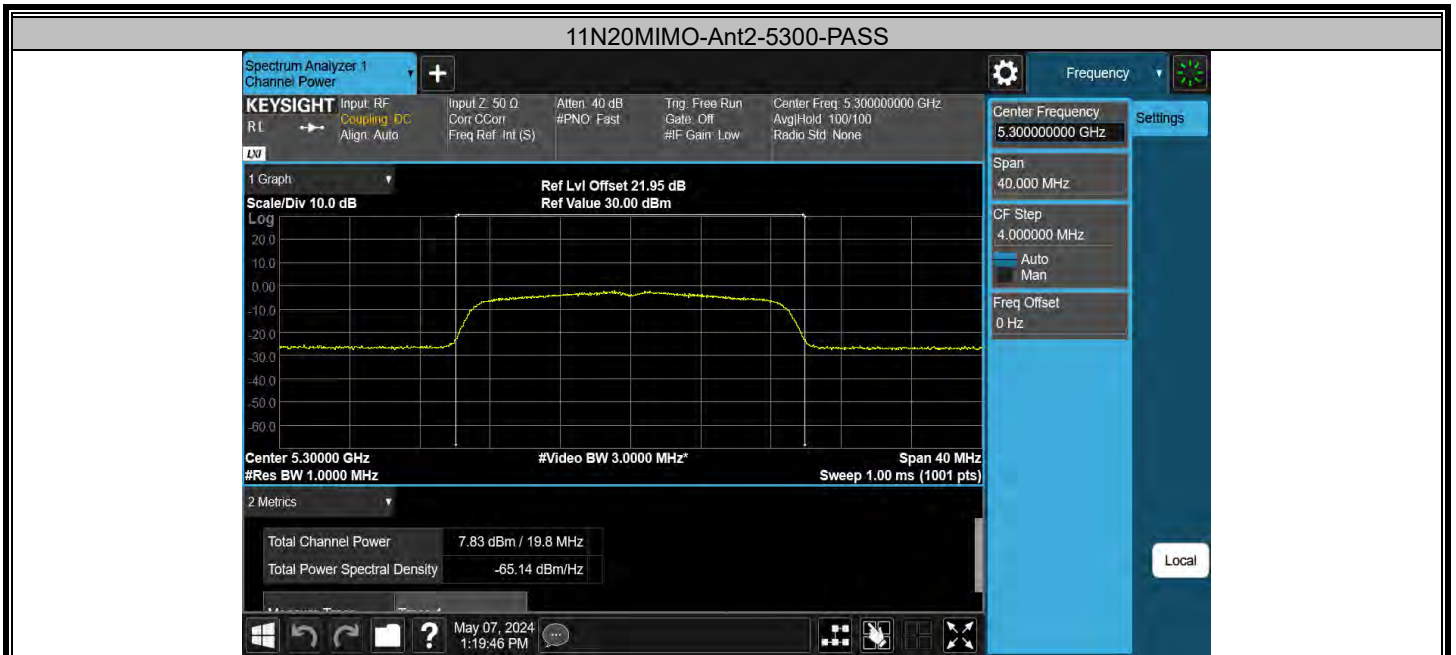 11N20MIMO-Ant2-5300-PASS
Spectrum Analyzer 1
Channel Power
Frequency
KEYSIGHT
RL
LXI
Input: RF
Coupling: DC
Align: Auto
Input Z: 50 Ω
Corr CCorr
Freq Ref: Int (S)
Atten: 40 dB
#PNO: Fast
Trig: Free Run
Gate: Off
#IF Gain: Low
Center Freq: 5.300000000 GHz
Avg|Hold: 100/100
Radio Std: None
Center Frequency
5.300000000 GHz
Settings
Span
40.000 MHz
CF Step
4.000000 MHz
Auto
Man
Freq Offset
0 Hz
Local
1 Graph
Scale/Div 10.0 dB
Ref Lvl Offset 21.95 dB
Ref Value 30.00 dBm
Log
20.0
10.0
0.00
-10.0
-20.0
-30.0
-40.0
-50.0
-60.0
Center 5.30000 GHz
#Video BW 3.0000 MHz*
Span 40 MHz
#Res BW 1.0000 MHz
Sweep 1.00 ms (1001 pts)
2 Metrics
Total Channel Power 7.83 dBm / 19.8 MHz
Total Power Spectral Density -65.14 dBm/Hz
?
May 07, 2024
1:19:46 PM